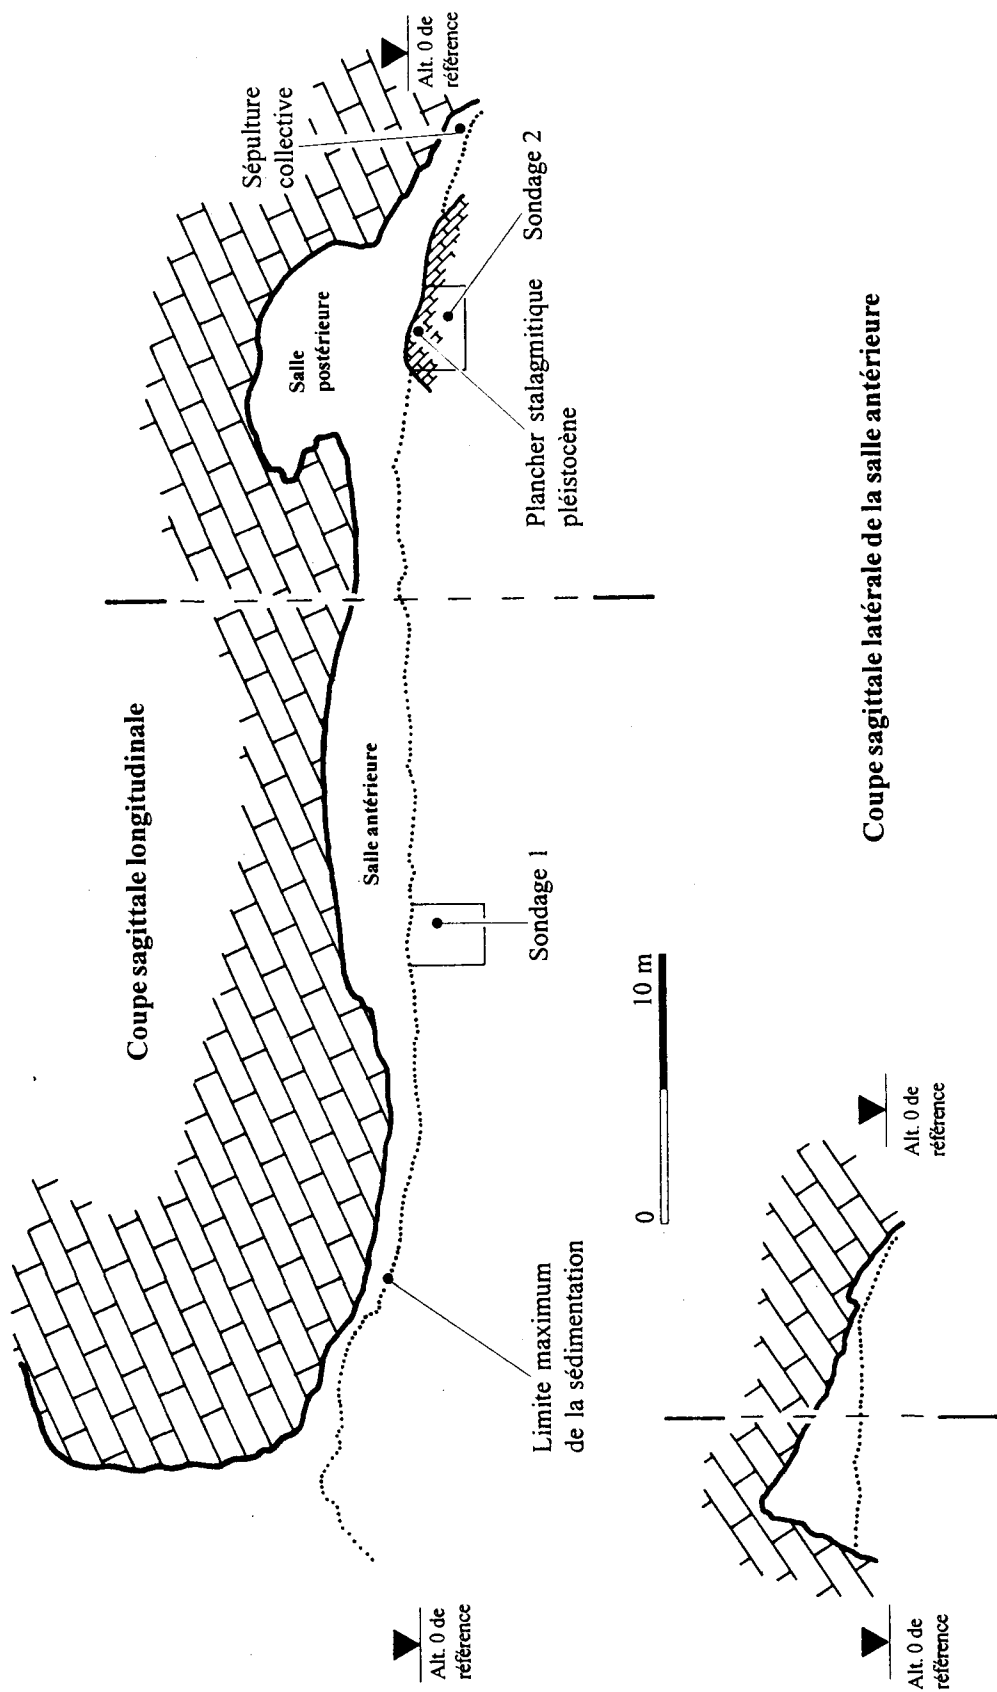 Coupe sagittale longitudinale
Alt. 0 de
référence
Sépulture
collective
Salle
postérieure
Salle antérieure
Alt. 0 de
référence
Sondage 2
Plancher stalagmitique
pléistocène
Sondage 1
Limite maximum
de la sédimentation
0
10 m
Coupe sagittale latérale de la salle antérieure
Alt. 0 de
référence
Alt. 0 de
référence